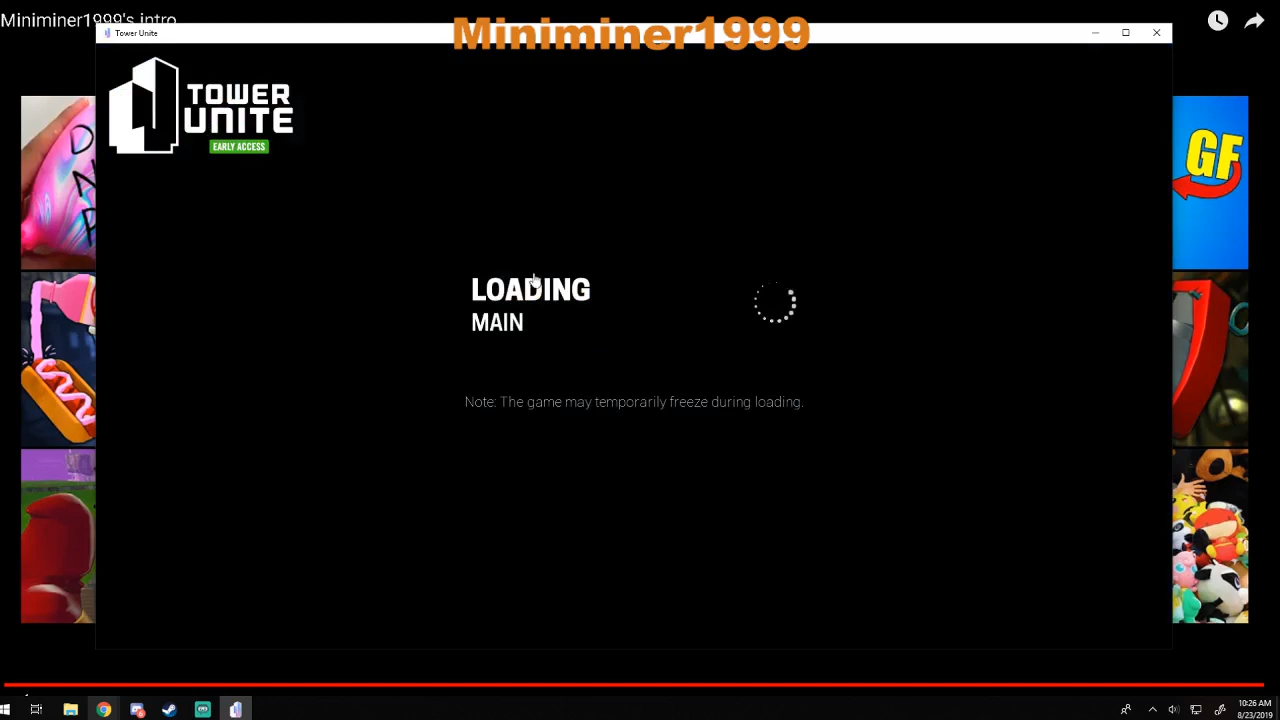 Miniminer1999's intro
Miniminer1999
Tower Unite
TOWER
UNITE
EARLY ACCESS
GF
LOADING
MAIN
Note: The game may temporarily freeze during loading.
10:26 AM
8/23/2019